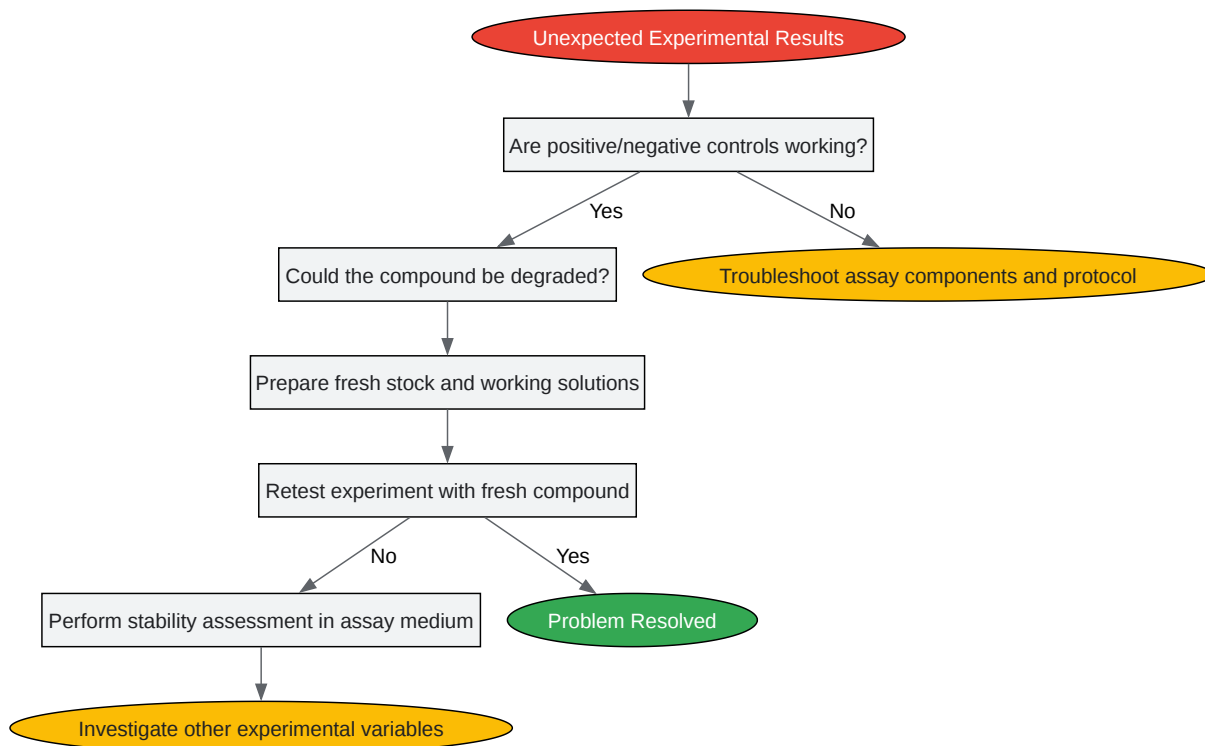 Unexpected Experimental Results
Are positive/negative controls working?
Yes
No
Could the compound be degraded?
Troubleshoot assay components and protocol
Prepare fresh stock and working solutions
Retest experiment with fresh compound
No
Yes
Perform stability assessment in assay medium
Problem Resolved
Investigate other experimental variables